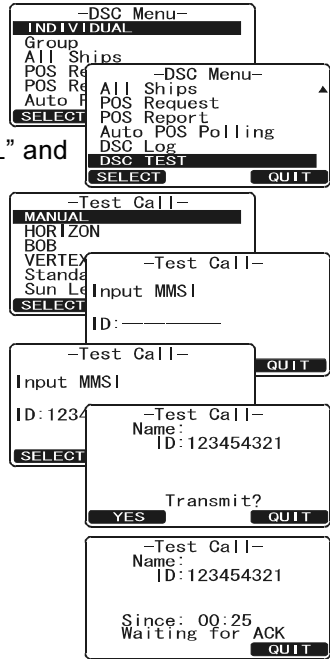 -DSC Menu-
INDIVIDUAL
Group
All Ships
POS Re
POS Re
Auto P
SELECT
-DSC Menu-
All Ships
POS Request
POS Report
Auto POS Polling
DSC Log
DSC TEST
SELECT QUIT
” and
-Test Call-
MANUAL
HORIZON
BOB
VERTEX
Standa
Sun Le
SELECT
-Test Call-
Input MMSI
ID:---------
QUIT
-Test Call-
Input MMSI
ID:1234
SELECT
-Test Call-
Name:
ID:123454321
Transmit?
YES QUIT
-Test Call-
Name:
ID:123454321
Since: 00:25
Waiting for ACK
QUIT